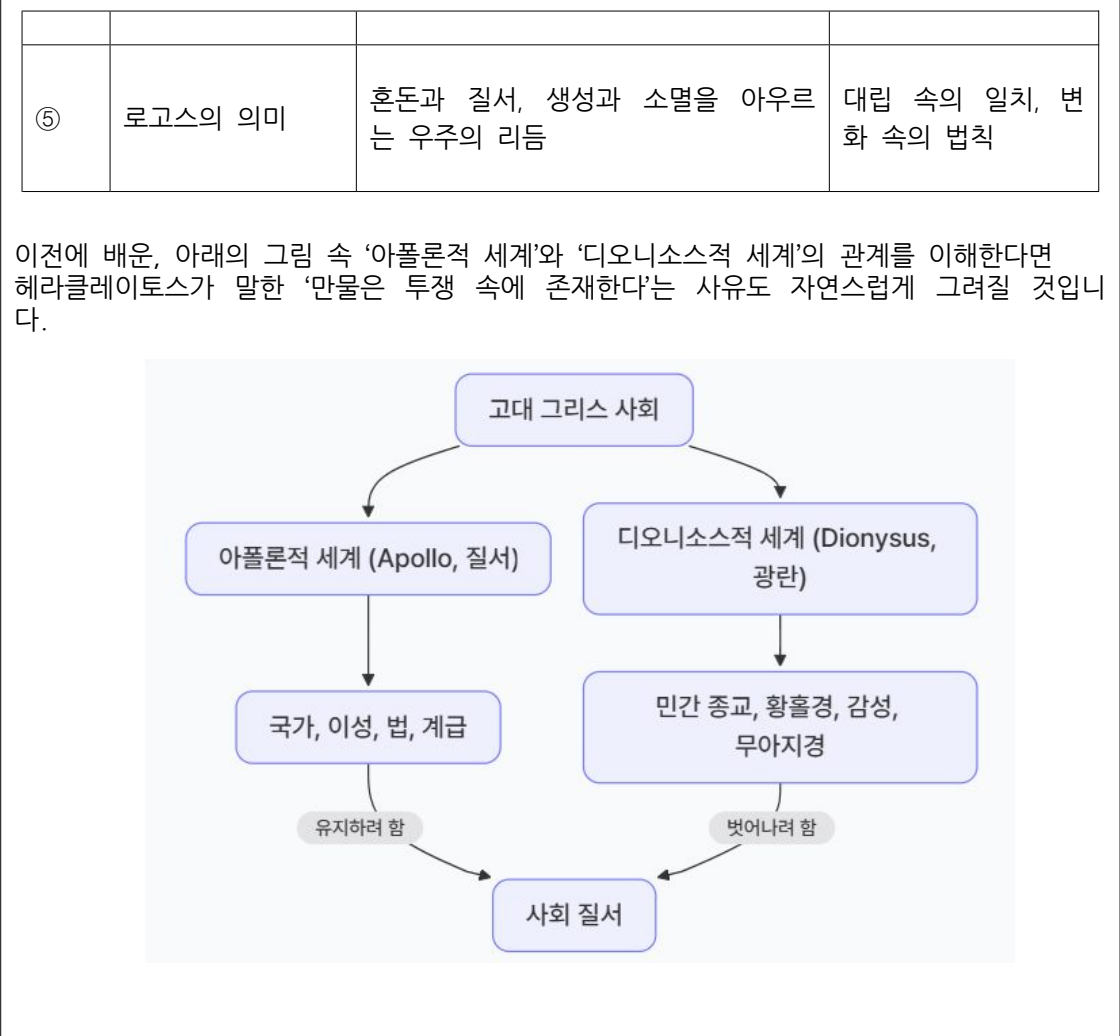 ⑤
로고스의 의미
혼돈과 질서, 생성과 소멸을 아우르
는 우주의 리듬
대립 속의 일치, 변
화 속의 법칙
이전에 배운, 아래의 그림 속 ‘아폴론적 세계’와 ‘디오니소스적 세계’의 관계를 이해한다면
헤라클레이토스가 말한 ‘만물은 투쟁 속에 존재한다’는 사유도 자연스럽게 그려질 것입니
다.
고대 그리스 사회
아폴론적 세계 (Apollo, 질서)
디오니소스적 세계 (Dionysus,
광란)
국가, 이성, 법, 계급
민간 종교, 황홀경, 감성,
무아지경
유지하려 함
벗어나려 함
사회 질서